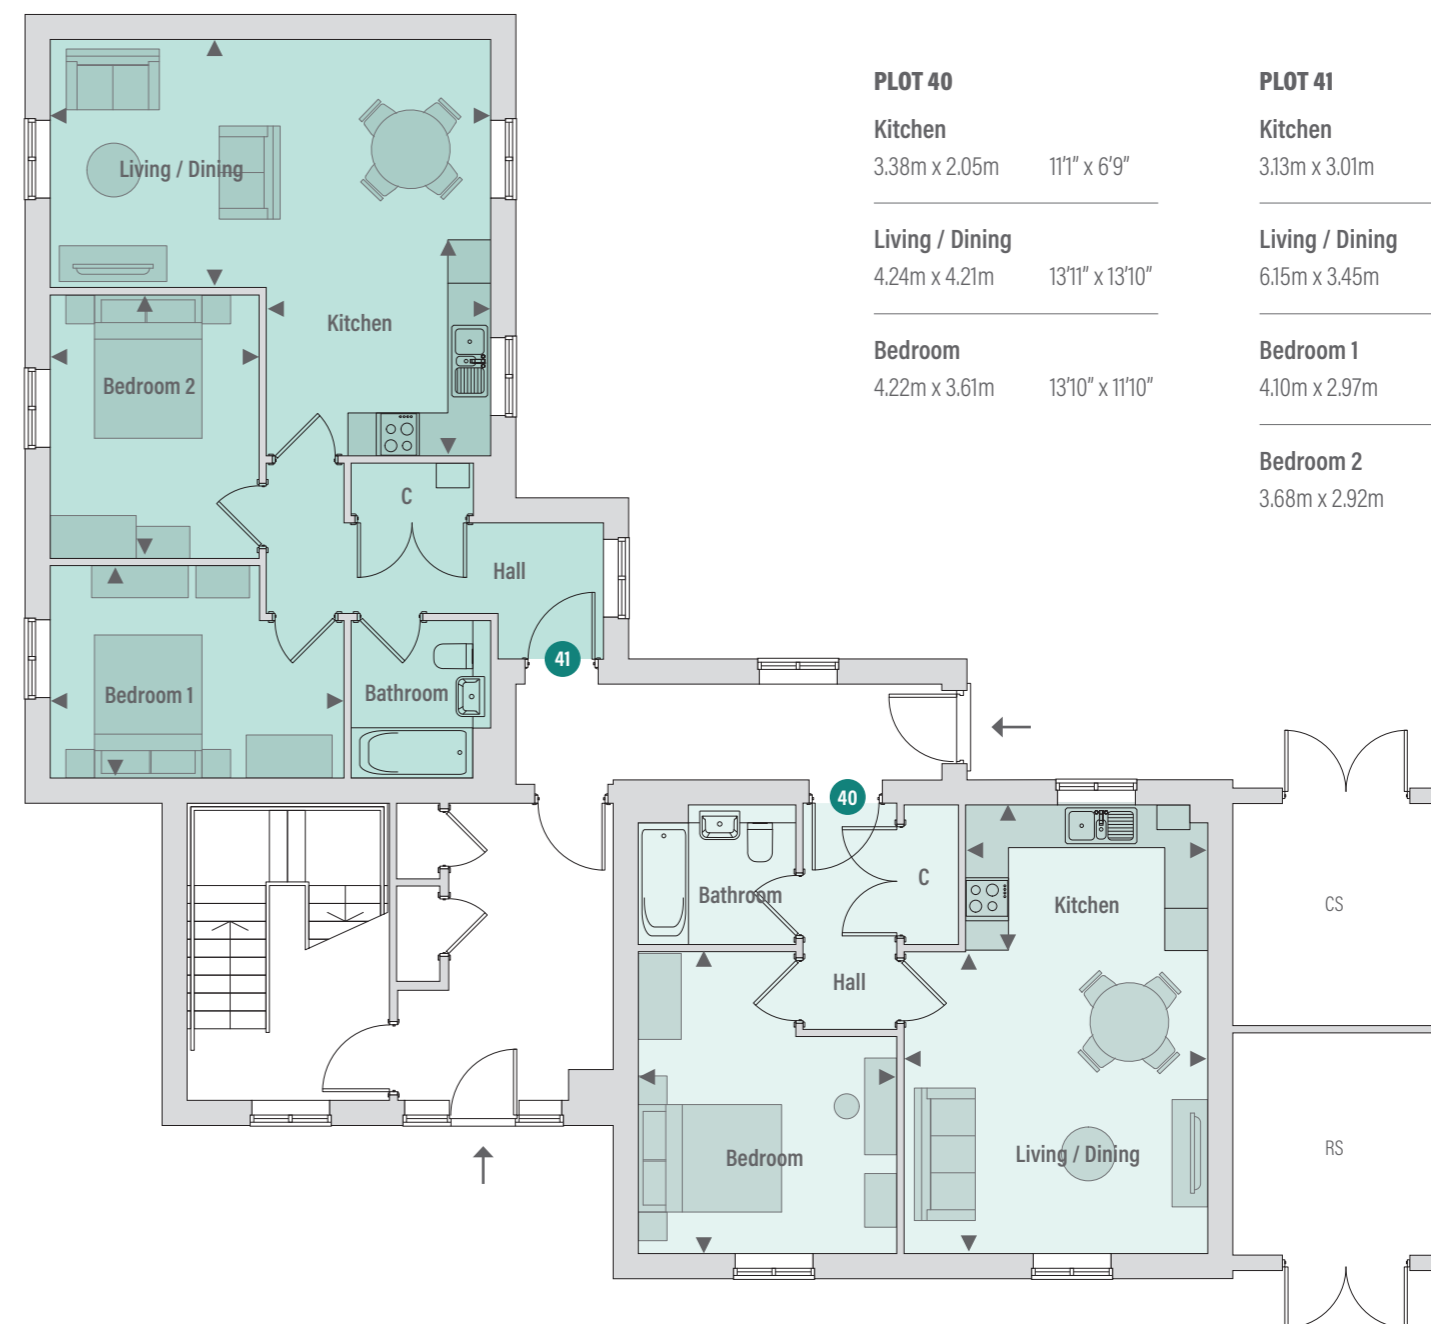 PLOT 40
Kitchen
3.38m x 2.05m 11'1" x 6'9"
Living / Dining
4.24m x 4.21m 13'11" x 13'10"
Bedroom
4.22m x 3.61m 13'10" x 11'10"
PLOT 41
Kitchen
3.13m x 3.01m
Living / Dining
6.15m x 3.45m
Bedroom 1
4.10m x 2.97m
Bedroom 2
3.68m x 2.92m
Living / Dining
Kitchen
Bedroom 2
C
Hall
41
Bedroom 1
Bathroom
40
Bathroom
C
Kitchen
CS
Hall
Bedroom
Living / Dining
RS